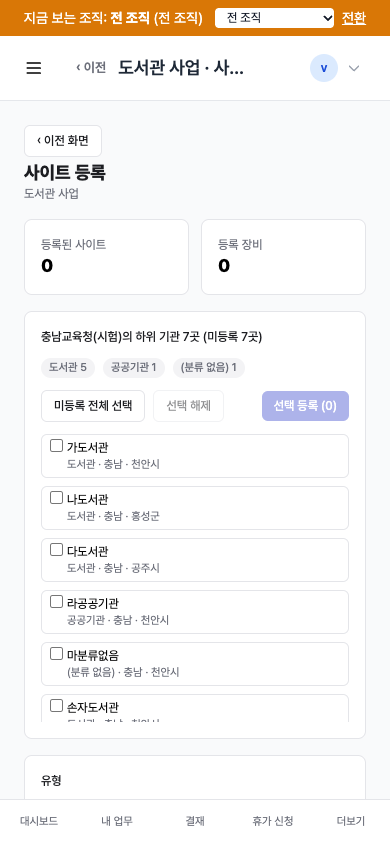 지금 보는 조직: 전 조직 (전 조직) 전 조직 전환
‹ 이전 도서관 사업 · 사... v
‹ 이전 화면
사이트 등록
도서관 사업
등록된 사이트 등록 장비
0 0
충남교육청(시험)의 하위 기관 7곳 (미등록 7곳)
도서관 5 공공기관 1 (분류 없음) 1
미등록 전체 선택 선택 해제 선택 등록 (0)
가도서관
도서관 · 충남 · 천안시
나도서관
도서관 · 충남 · 홍성군
다도서관
도서관 · 충남 · 공주시
라공공기관
공공기관 · 충남 · 천안시
마분류없음
(분류 없음) · 충남 · 천안시
손자도서관
유형
대시보드 내 업무 결재 휴가 신청 더보기